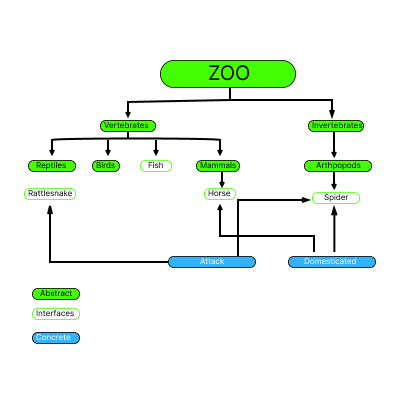 ZOO
Vertebrates
Invertebrates
Reptiles
Birds
Fish
Mammals
Arthpopods
Rattlesnake
Horse
Spider
Attack
Domesticated
Abstract
Interfaces
Concrete